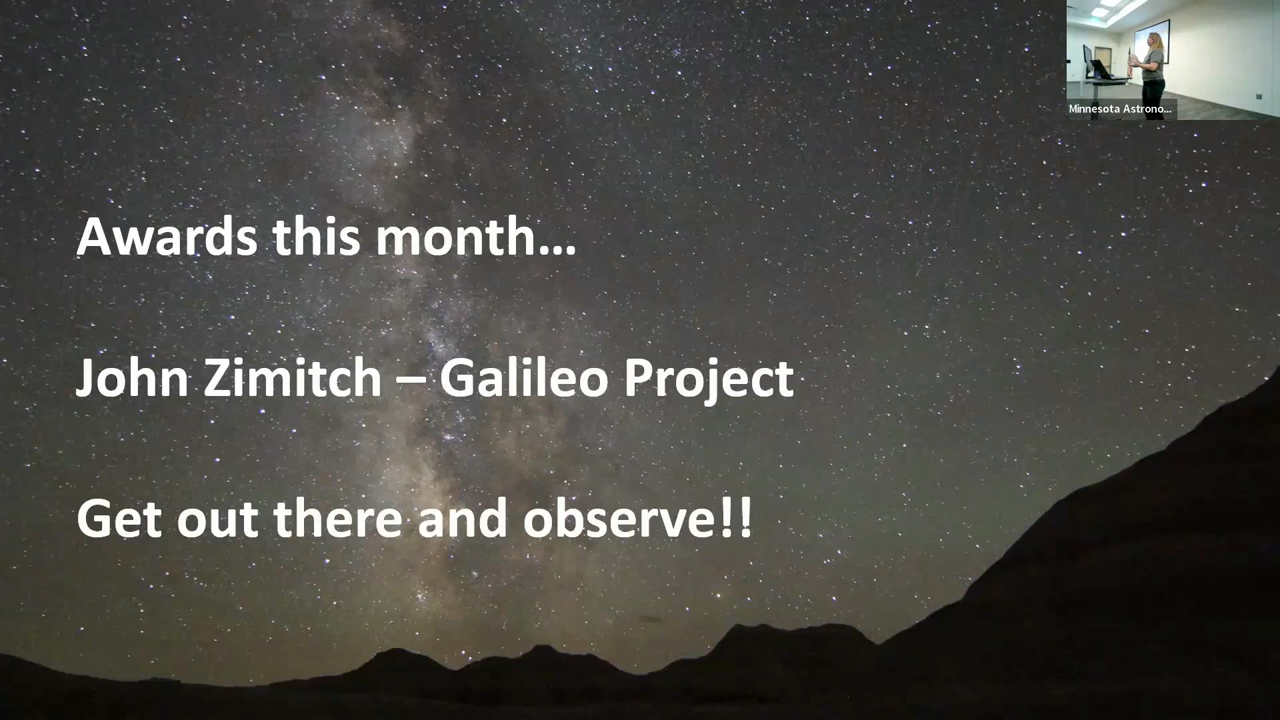 Minnesota Astrono...
Awards this month...
John Zimitch – Galileo Project
Get out there and observe!!